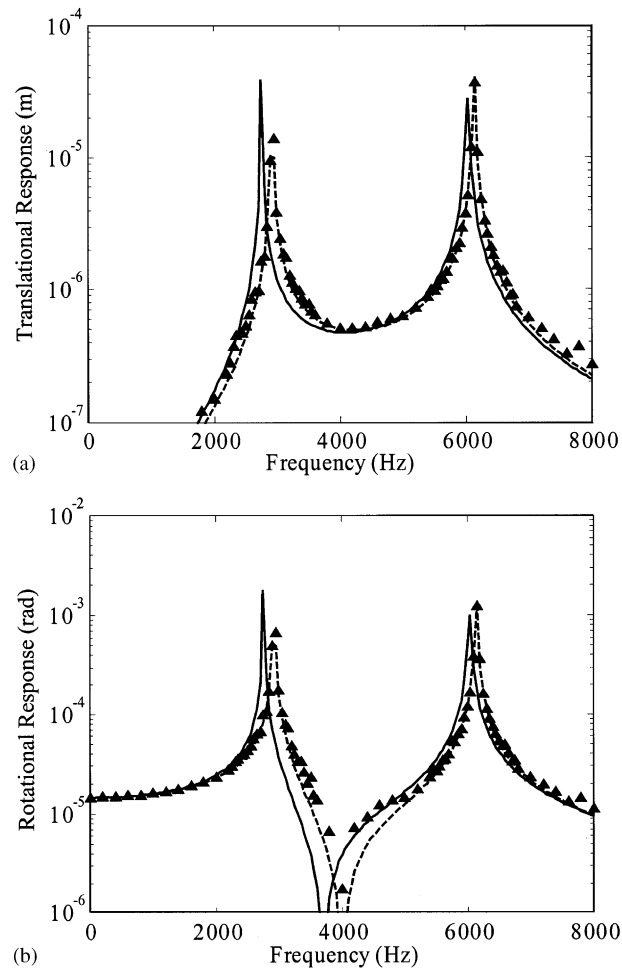 10-4
10-5
10-6
10-7
Translational Response (m)
0 2000 4000 6000 8000
Frequency (Hz)
(a)
10-2
10-3
10-4
10-5
10-6
Rotational Response (rad)
0 2000 4000 6000 8000
Frequency (Hz)
(b)